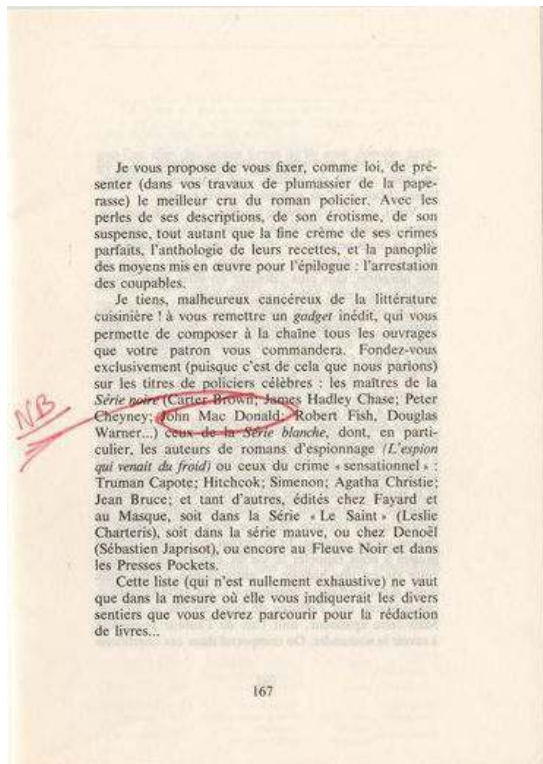 Je vous propose de vous fixer, comme loi, de pré-
senter (dans vos travaux de plumassier de la pape-
rasse) le meilleur cru du roman policier. Avec les
perles de ses descriptions, de son érotisme, de son
suspense, tout autant que la fine crème de ses crimes
parfaits, l'anthologie de leurs recettes, et la panoplie
des moyens mis en œuvre pour l'épilogue : l'arrestation
des coupables.
Je tiens, malheureux cancéreux de la littérature
cuisinière ! à vous remettre un gadget inédit, qui vous
permette de composer à la chaîne tous les ouvrages
que votre patron vous commandera. Fondez-vous
exclusivement (puisque c'est de cela que nous parlons)
sur les titres de policiers célèbres : les maîtres de la
Série noire (Carter Brown; James Hadley Chase; Peter
NB
Cheyney; John Mac Donald; Robert Fish, Douglas
Warner...) ceux de la Série blanche, dont, en parti-
culier, les auteurs de romans d'espionnage (L'espion
qui venait du froid) ou ceux du crime « sensationnel » :
Truman Capote; Hitchcok; Simenon; Agatha Christie;
Jean Bruce; et tant d'autres, édités chez Fayard et
au Masque, soit dans la Série « Le Saint » (Leslie
Charteris), soit dans la série mauve, ou chez Denoël
(Sébastien Japrisot), ou encore au Fleuve Noir et dans
les Presses Pockets.
Cette liste (qui n'est nullement exhaustive) ne vaut
que dans la mesure où elle vous indiquerait les divers
sentiers que vous devrez parcourir pour la rédaction
de livres...
167